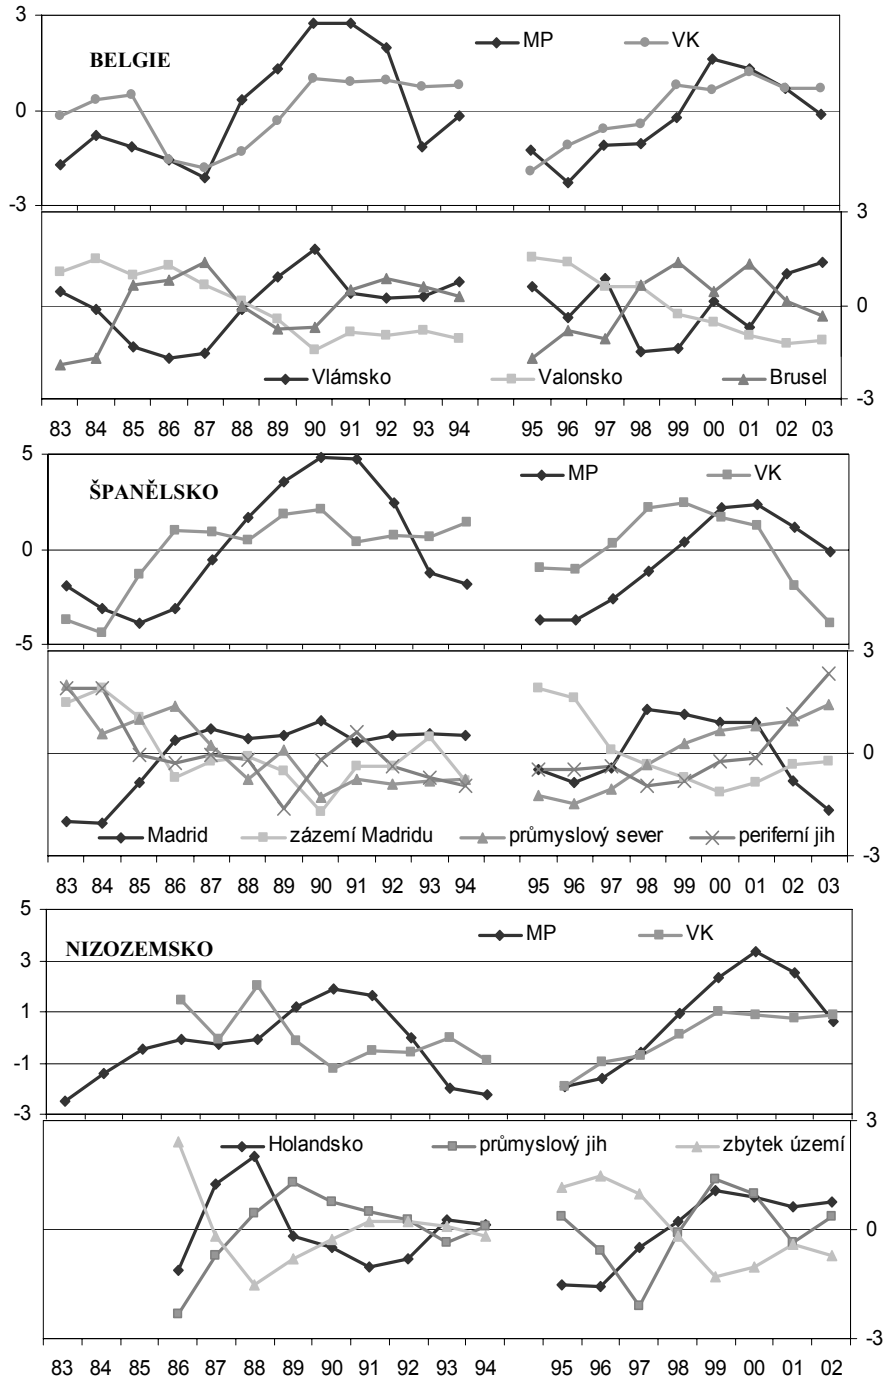 3
MP VK
BELGIE
0
-3
3
0
Vlámsko Valonsko Brusel
-3
83 84 85 86 87 88 89 90 91 92 93 94 95 96 97 98 99 00 01 02 03
5
MP VK
ŠPANĚLSKO
0
-5
3
0
Madrid zázemí Madridu průmyslový sever periferní jih
-3
83 84 85 86 87 88 89 90 91 92 93 94 95 96 97 98 99 00 01 02 03
5
MP VK
NIZOZEMSKO
3
1
-1
-3
3
Holandsko průmyslový jih zbytek území
0
-3
83 84 85 86 87 88 89 90 91 92 93 94 95 96 97 98 99 00 01 02